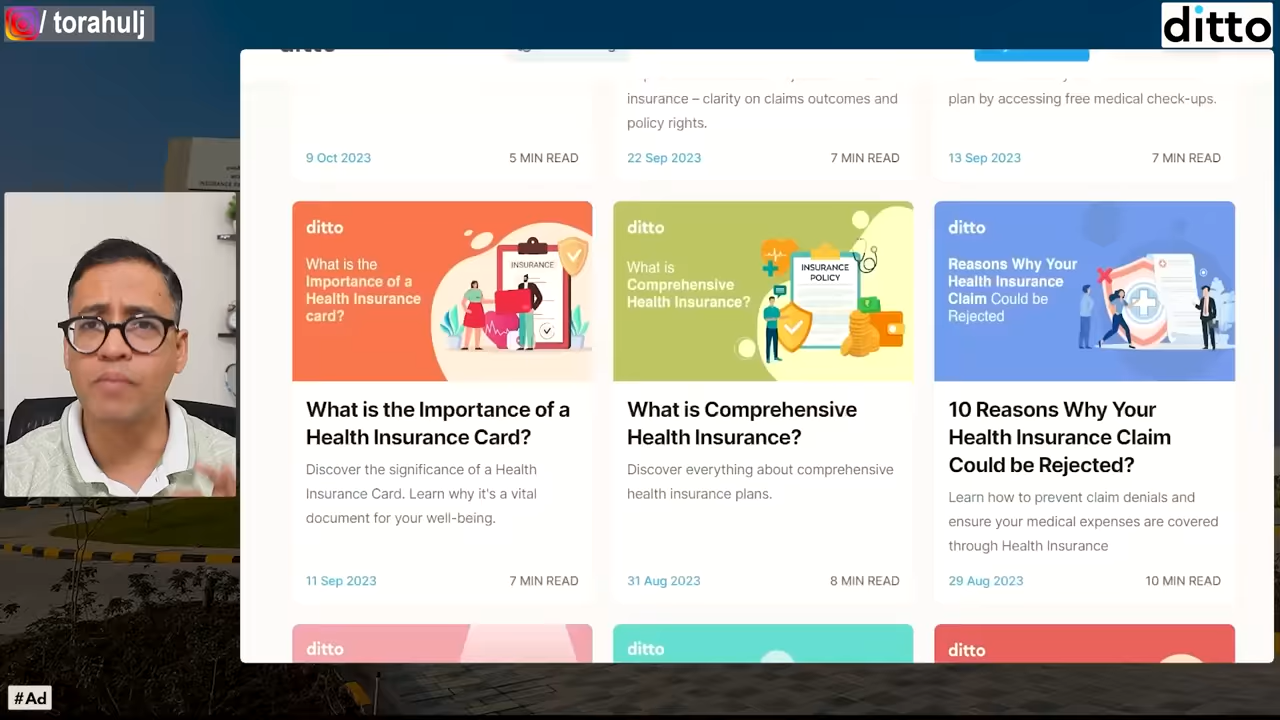 / torahulj
ditto
ditto
insurance – clarity on claims outcomes and
policy rights.
plan by accessing free medical check-ups.
9 Oct 2023
5 MIN READ
22 Sep 2023
7 MIN READ
13 Sep 2023
7 MIN READ
ditto
What is the
Importance of a
Health Insurance
card?
INSURANCE
What is the Importance of a
Health Insurance Card?
Discover the significance of a Health
Insurance Card. Learn why it's a vital
document for your well-being.
11 Sep 2023
7 MIN READ
ditto
What is
Comprehensive
Health Insurance?
INSURANCE
POLICY
What is Comprehensive
Health Insurance?
Discover everything about comprehensive
health insurance plans.
31 Aug 2023
8 MIN READ
ditto
Reasons Why Your
Health Insurance
Claim Could be
Rejected
10 Reasons Why Your
Health Insurance Claim
Could be Rejected?
Learn how to prevent claim denials and
ensure your medical expenses are covered
through Health Insurance
29 Aug 2023
10 MIN READ
ditto
ditto
ditto
#Ad